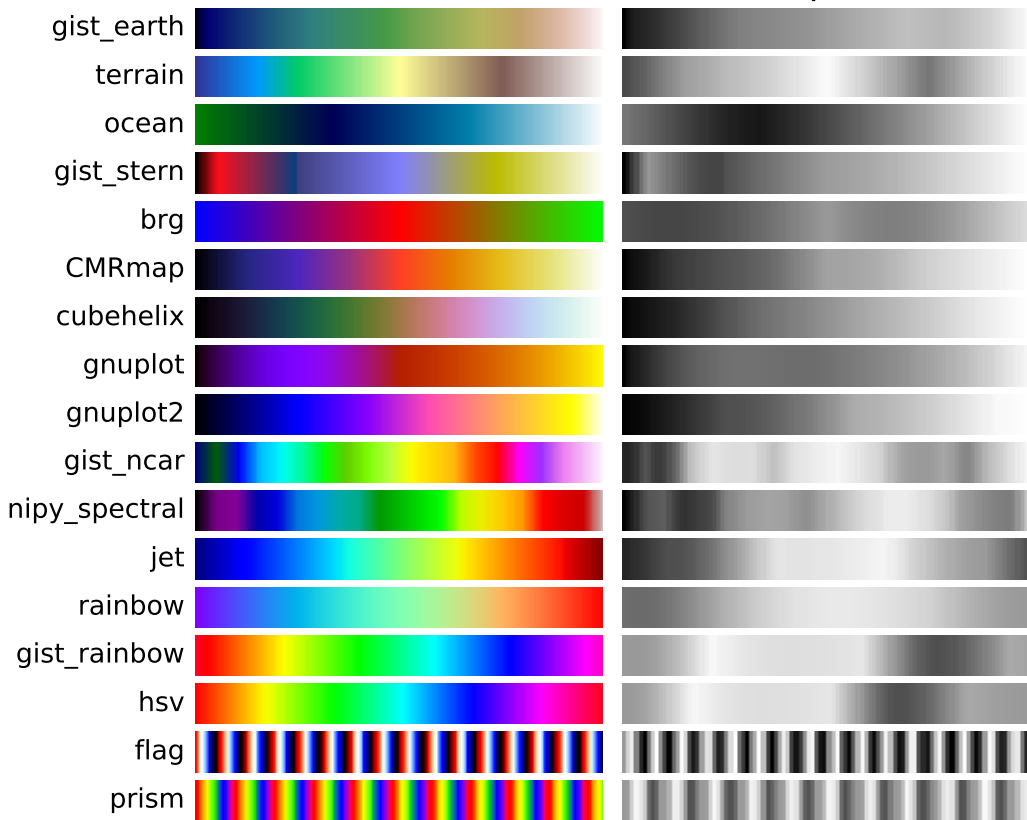 gist_earth
terrain
ocean
gist_stern
brg
CMRmap
cubehelix
gnuplot
gnuplot2
gist_ncar
nipy_spectral
jet
rainbow
gist_rainbow
hsv
flag
prism